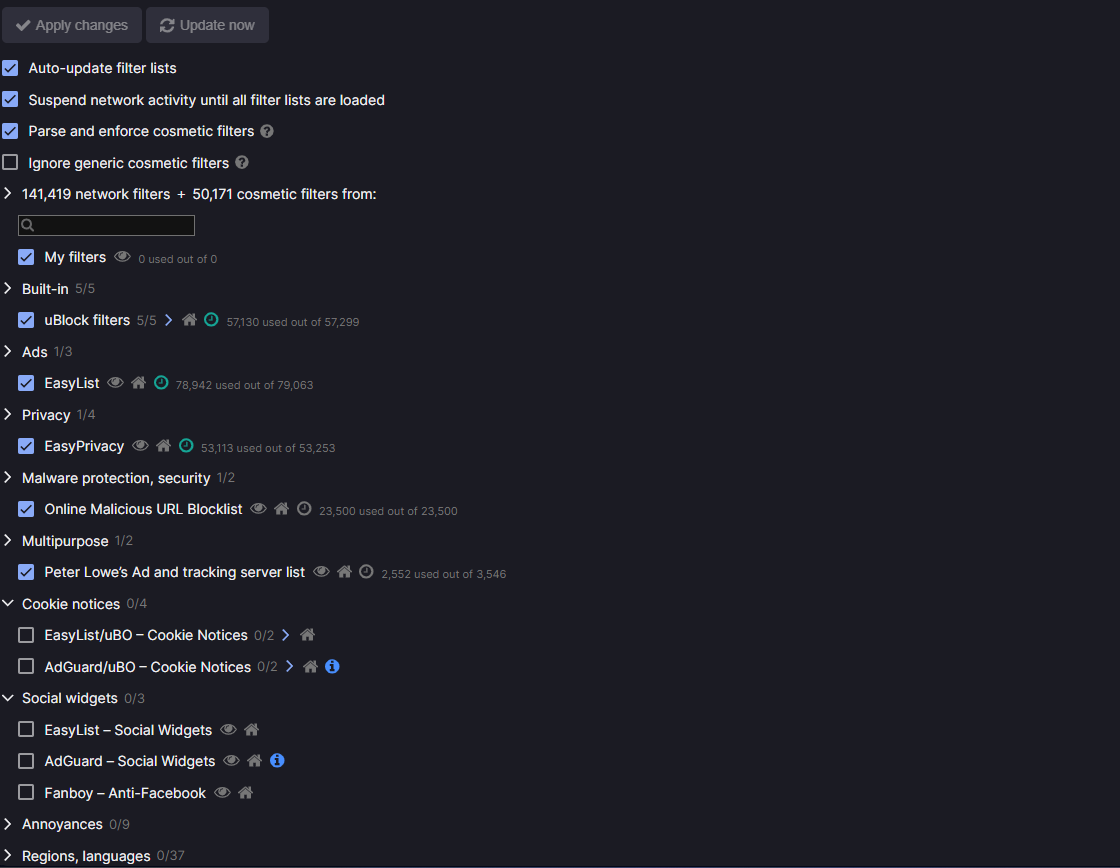 Apply changes Update now
Auto-update filter lists
Suspend network activity until all filter lists are loaded
Parse and enforce cosmetic filters
Ignore generic cosmetic filters
141,419 network filters + 50,171 cosmetic filters from:
My filters 0 used out of 0
Built-in 5/5
uBlock filters 5/5 57,130 used out of 57,299
Ads 1/3
EasyList 78,942 used out of 79,063
Privacy 1/4
EasyPrivacy 53,113 used out of 53,253
Malware protection, security 1/2
Online Malicious URL Blocklist 23,500 used out of 23,500
Multipurpose 1/2
Peter Lowe’s Ad and tracking server list 2,552 used out of 3,546
Cookie notices 0/4
EasyList/uBO – Cookie Notices 0/2
AdGuard/uBO – Cookie Notices 0/2
Social widgets 0/3
EasyList – Social Widgets
AdGuard – Social Widgets
Fanboy – Anti-Facebook
Annoyances 0/9
Regions, languages 0/37